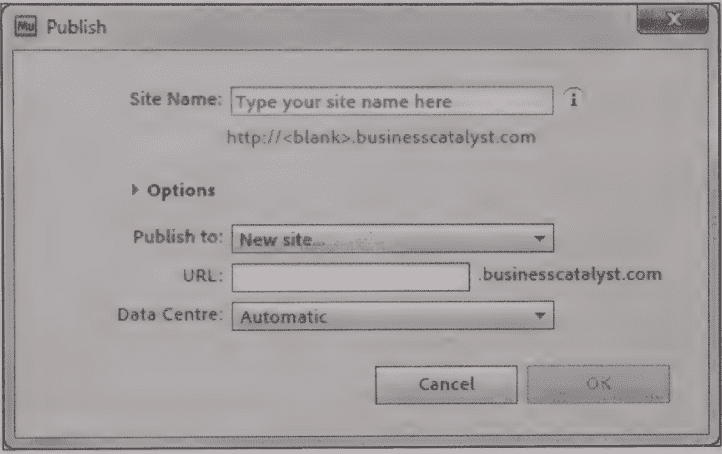 Mu Publish
X
Site Name: Type your site name here i
http://<blank>.businesscatalyst.com
Options
Publish to: New site...
URL: .businesscatalyst.com
Data Centre: Automatic
Cancel OK